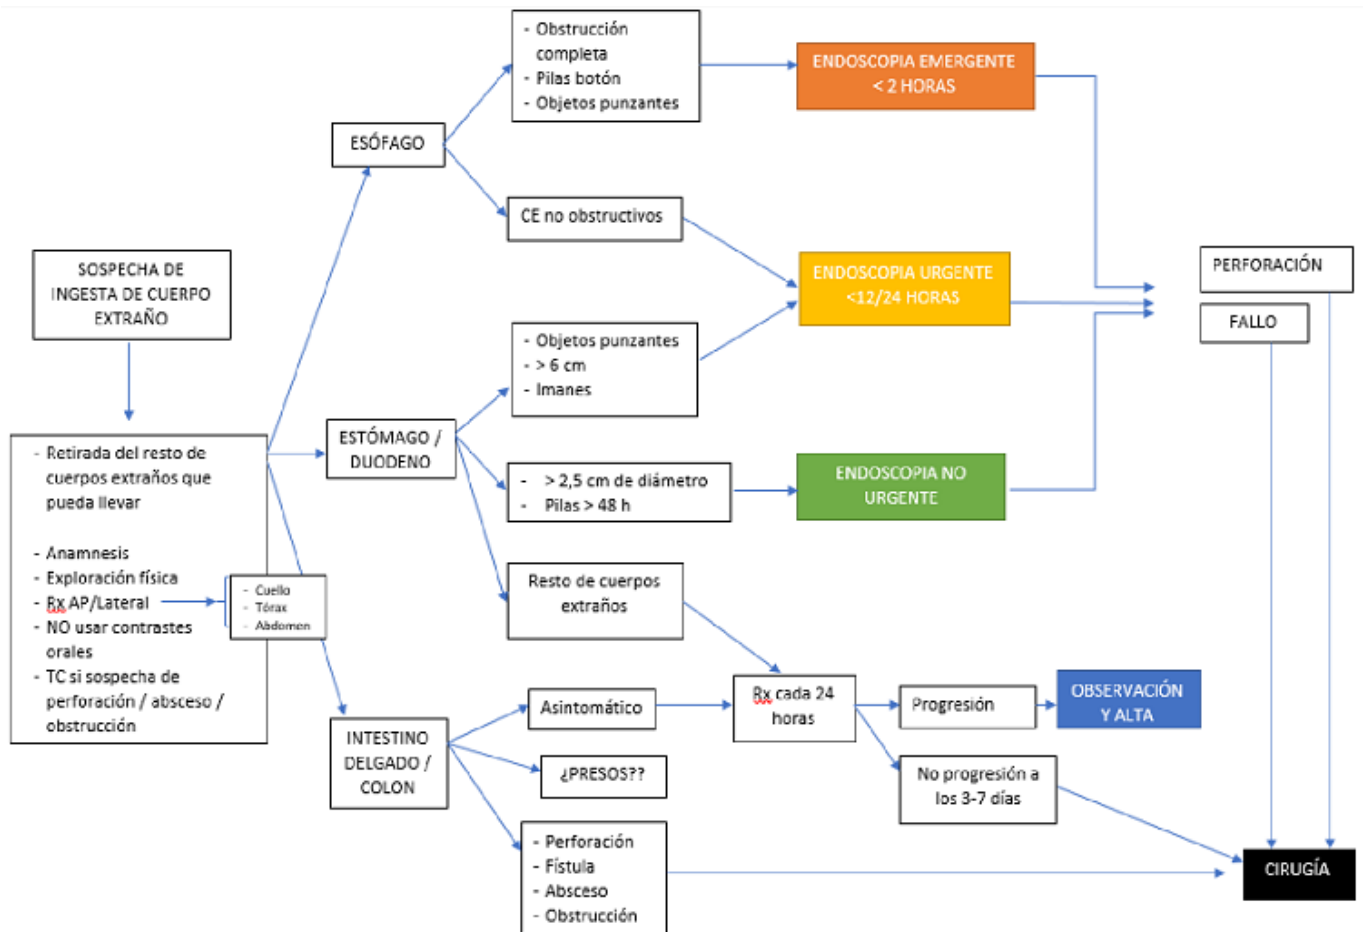 SOSPECHA DE
INGESTA DE CUERPO
EXTRAÑO
- Retirada del resto de
cuerpos extraños que
pueda llevar
- Anamnesis
- Exploración física
- Rx AP/Lateral
- NO usar contrastes
orales
- TC si sospecha de
perforación / absceso /
obstrucción
- Cuello
- Tórax
- Abdomen
ESÓFAGO
- Obstrucción
completa
- Pilas botón
- Objetos punzantes
ENDOSCOPIA EMERGENTE
< 2 HORAS
CE no obstructivos
ENDOSCOPIA URGENTE
<12/24 HORAS
ESTÓMAGO /
DUODENO
- Objetos punzantes
- > 6 cm
- Imanes
- > 2,5 cm de diámetro
- Pilas > 48 h
ENDOSCOPIA NO
URGENTE
Resto de cuerpos
extraños
INTESTINO
DELGADO /
COLON
Asintomático
Rx cada 24
horas
Progresión
OBSERVACIÓN
Y ALTA
No progresión a
los 3-7 días
¿PRESOS??
- Perforación
- Fístula
- Absceso
- Obstrucción
PERFORACIÓN
FALLO
CIRUGÍA